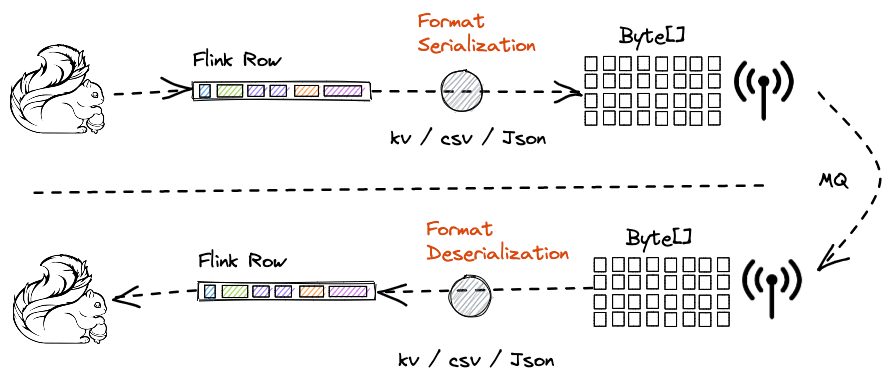 Format
Serialization
Flink Row
Byte[]
kv / csv / Json
MQ
Format
Deserialization
Flink Row
Byte[]
kv / csv / Json